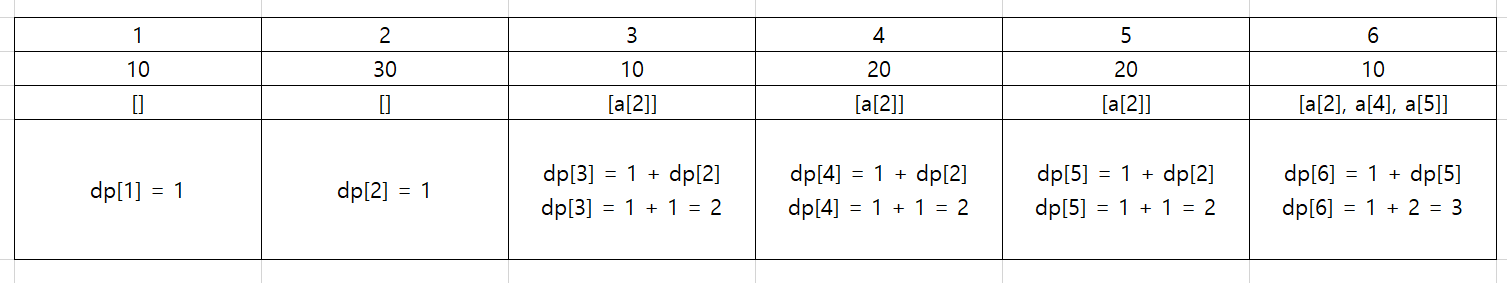 1 2 3 4 5 6
10 30 10 20 20 10
[] [] [a[2]] [a[2]] [a[2]] [a[2], a[4], a[5]]
dp[1] = 1
dp[2] = 1
dp[3] = 1 + dp[2]
dp[3] = 1 + 1 = 2
dp[4] = 1 + dp[2]
dp[4] = 1 + 1 = 2
dp[5] = 1 + dp[2]
dp[5] = 1 + 1 = 2
dp[6] = 1 + dp[5]
dp[6] = 1 + 2 = 3